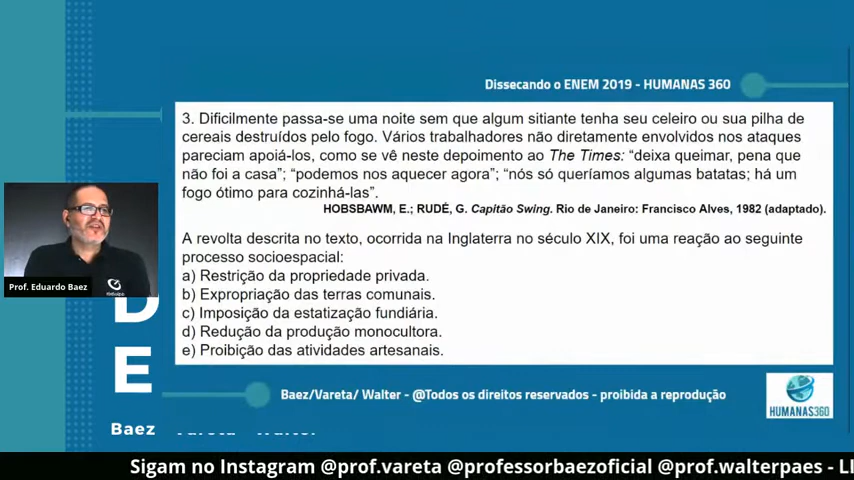 Dissecando o ENEM 2019 - HUMANAS 360
3. Dificilmente passa-se uma noite sem que algum sitiante tenha seu celeiro ou sua pilha de
cereais destruídos pelo fogo. Vários trabalhadores não diretamente envolvidos nos ataques
pareciam apoiá-los, como se vê neste depoimento ao The Times: “deixa queimar, pena que
não foi a casa”; “podemos nos aquecer agora”; “nós só queríamos algumas batatas; há um
fogo ótimo para cozinhá-las”.
HOBSBAWM, E.; RUDÉ, G. Capitão Swing. Rio de Janeiro: Francisco Alves, 1982 (adaptado).
A revolta descrita no texto, ocorrida na Inglaterra no século XIX, foi uma reação ao seguinte
processo socioespacial:
a) Restrição da propriedade privada.
b) Expropriação das terras comunais.
c) Imposição da estatização fundiária.
d) Redução da produção monocultora.
e) Proibição das atividades artesanais.
Prof. Eduardo Baez
D
E
Baez
Baez/Vareta/ Walter - @Todos os direitos reservados - proibida a reprodução
HUMANAS360
Sigam no Instagram @prof.vareta @professorbaezoficial @prof.walterpaes - LI